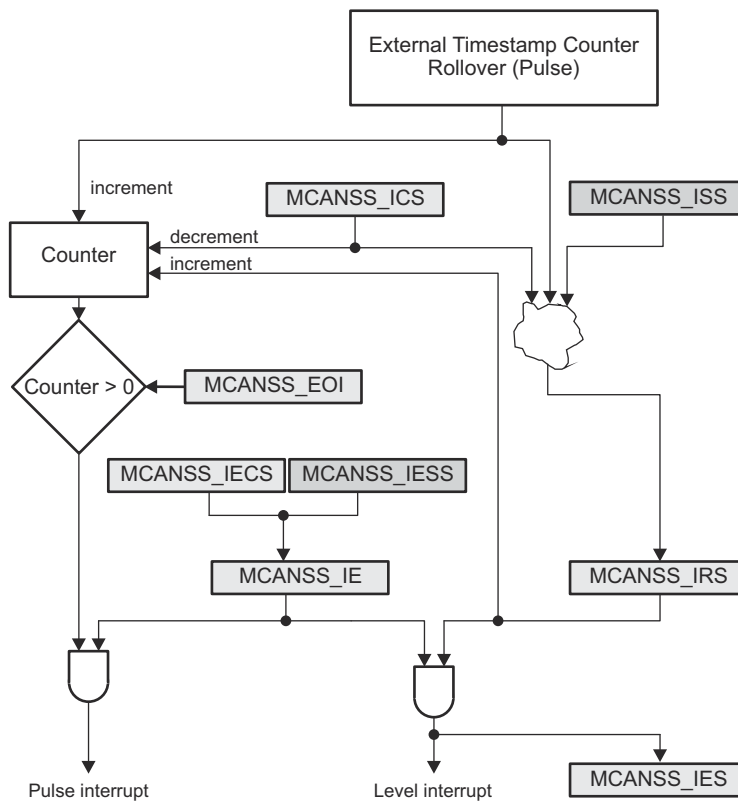 External Timestamp Counter
Rollover (Pulse)
increment
MCANSS_ICS
MCANSS_ISS
decrement
Counter
increment
Counter > 0
MCANSS_EOI
MCANSS_IECS
MCANSS_IESS
MCANSS_IE
MCANSS_IRS
Pulse interrupt
Level interrupt
MCANSS_IES